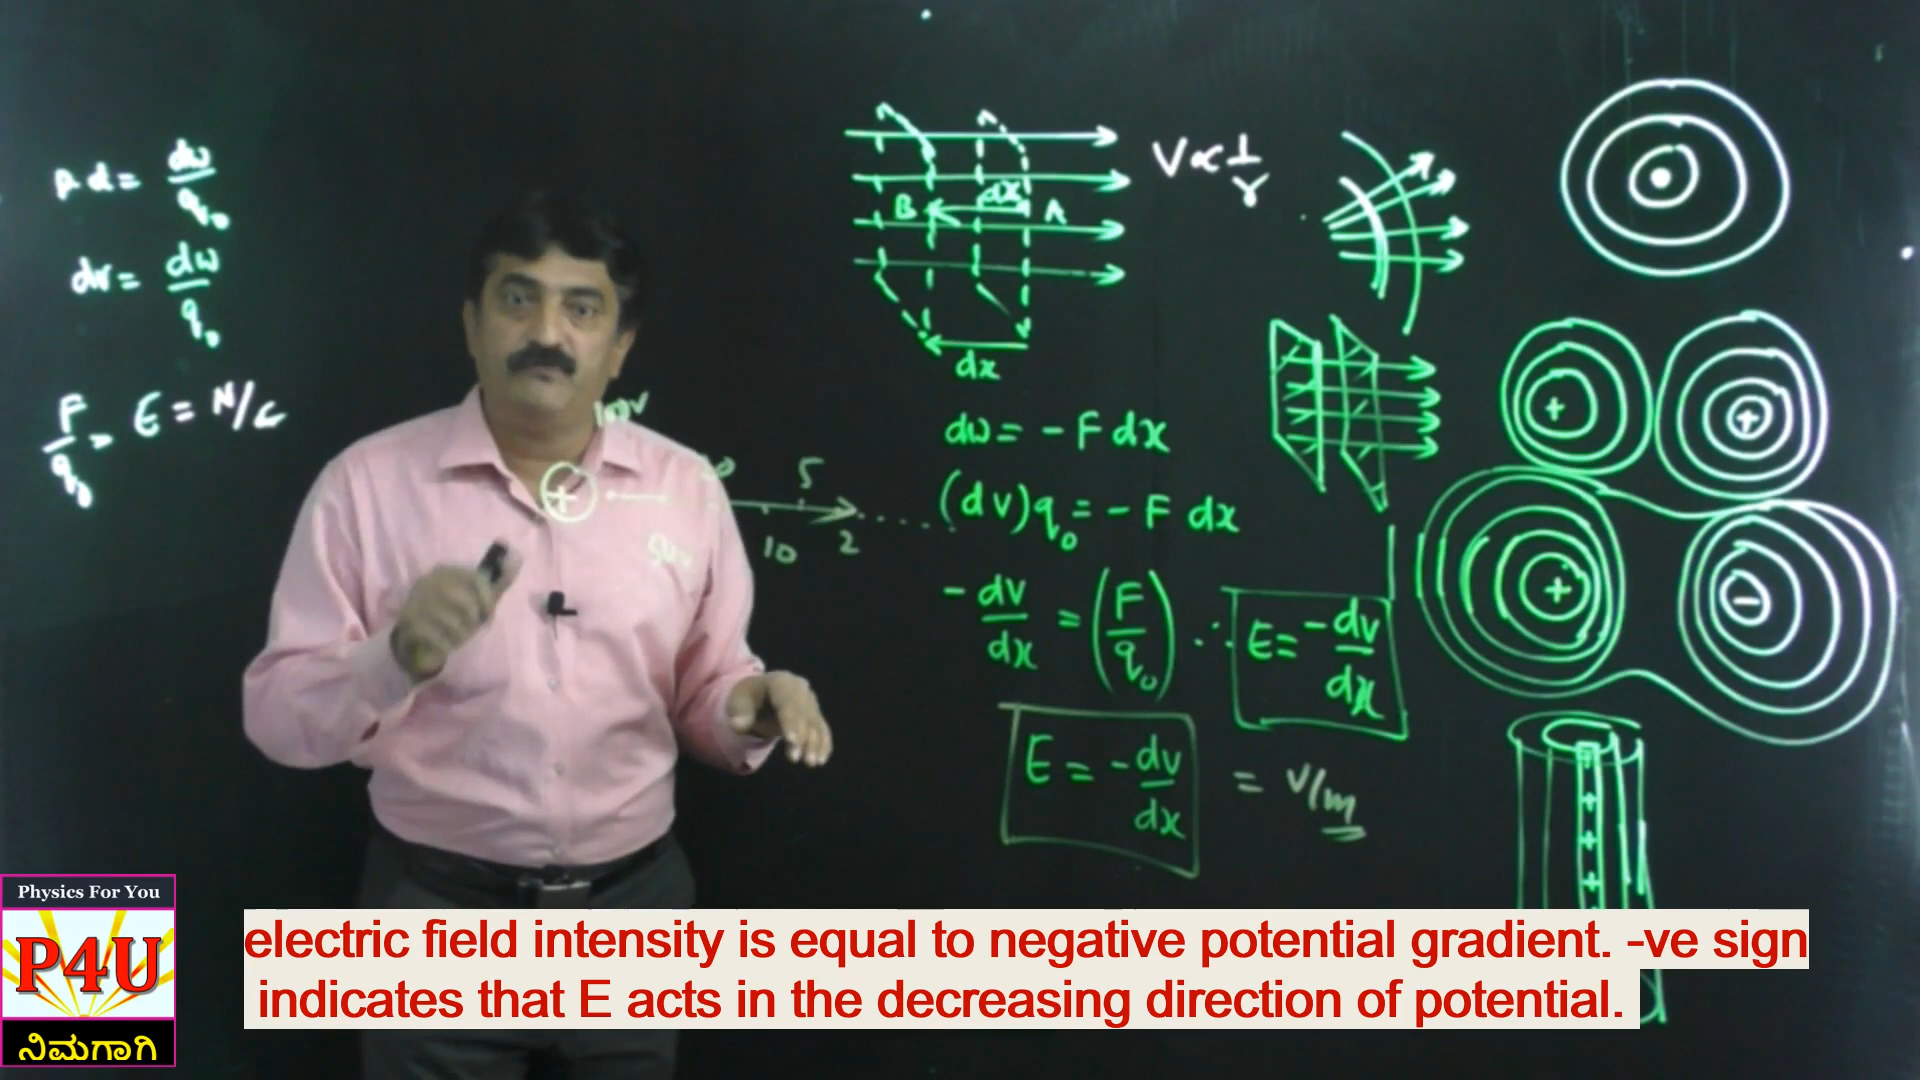 p d = dw/q₀
dv = dw/q₀
F/q₀ = E = N/C
100V
5
10
2
B
dx
A
dx
V ∝ 1/r
dw = - F dx
(dv)q₀ = - F dx
- dv/dx = (F/q₀) ∴ E = -dv/dx
E = -dv/dx = V/m
+
+
+
+
-
+
+
+
+
Physics For You
P4U
ನಿಮಗಾಗಿ
electric field intensity is equal to negative potential gradient. -ve sign
indicates that E acts in the decreasing direction of potential.